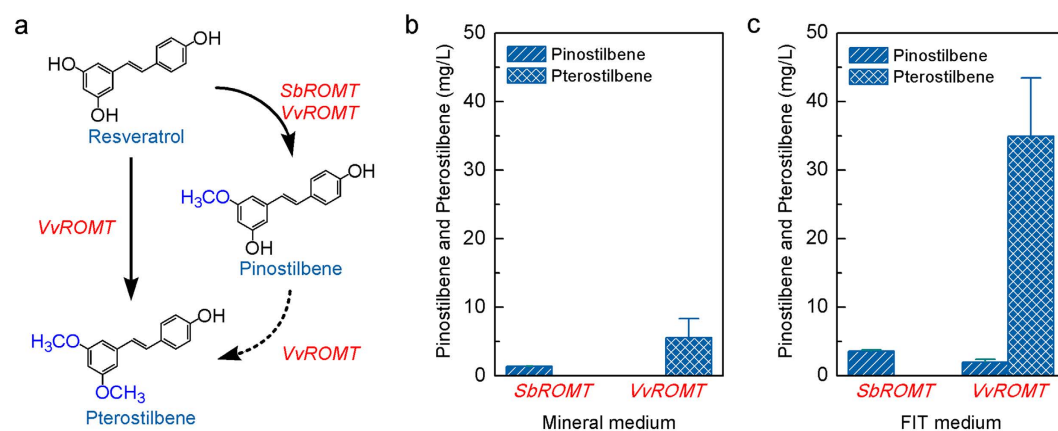 a
OH
HO
OH
Resveratrol
SbROMT
VvROMT
VvROMT
OH
H₃CO
OH
Pinostilbene
VvROMT
OH
H₃CO
OCH₃
Pterostilbene
b
Pinostilbene and Pterostilbene (mg/L)
50
40
30
20
10
0
Pinostilbene
Pterostilbene
SbROMT VvROMT
Mineral medium
c
Pinostilbene and Pterostilbene (mg/L)
50
40
30
20
10
0
Pinostilbene
Pterostilbene
SbROMT VvROMT
FIT medium